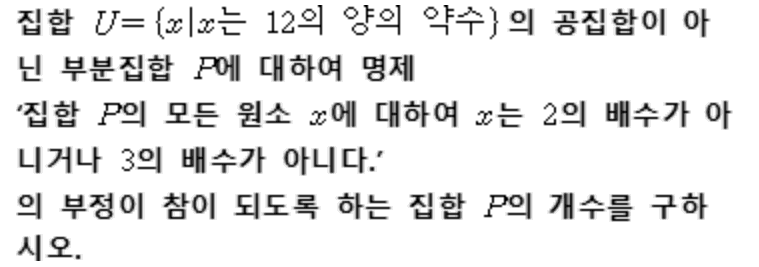 집합 U={x|x는 12의 양의 약수}의 공집합이 아
닌 부분집합 P에 대하여 명제
‘집합 P의 모든 원소 x에 대하여 x는 2의 배수가 아
니거나 3의 배수가 아니다.’
의 부정이 참이 되도록 하는 집합 P의 개수를 구하
시오.